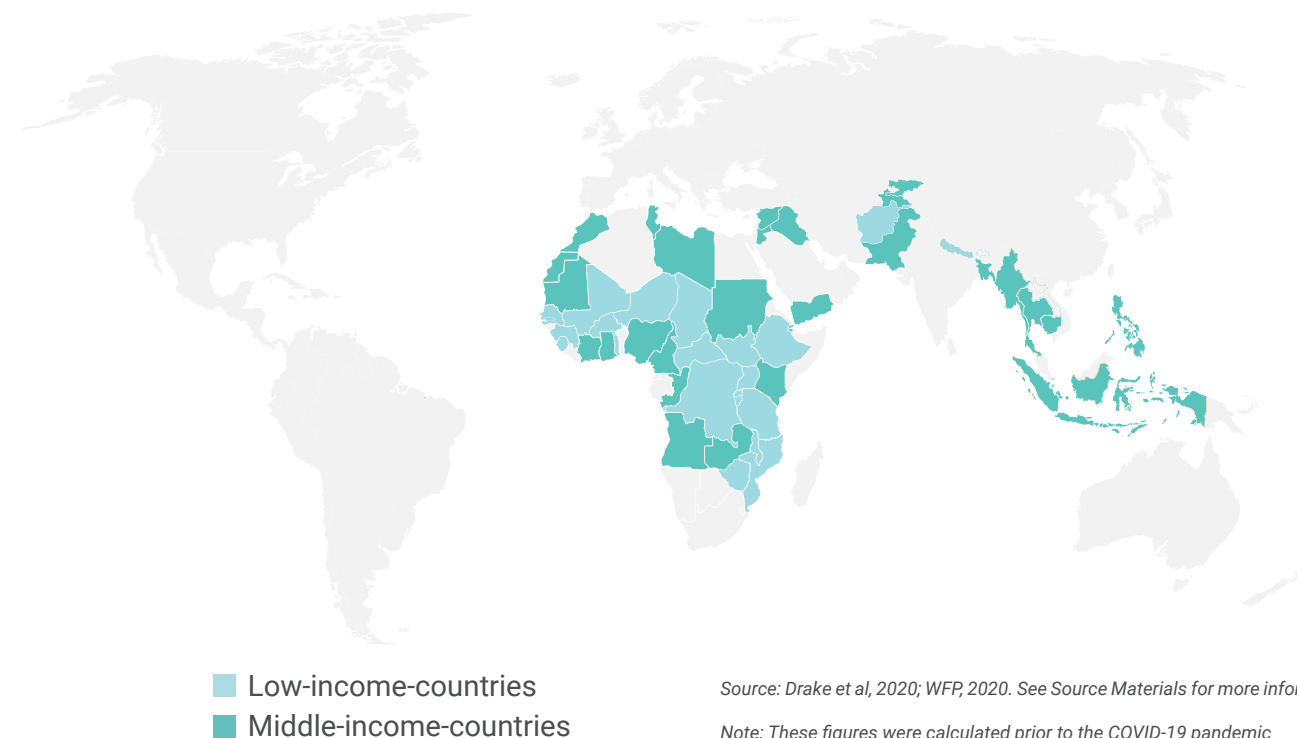 Low-income-countries
Middle-income-countries
Source: Drake et al, 2020; WFP, 2020. See Source Materials for more
Note: These figures were calculated prior to the COVID-19 pandemic